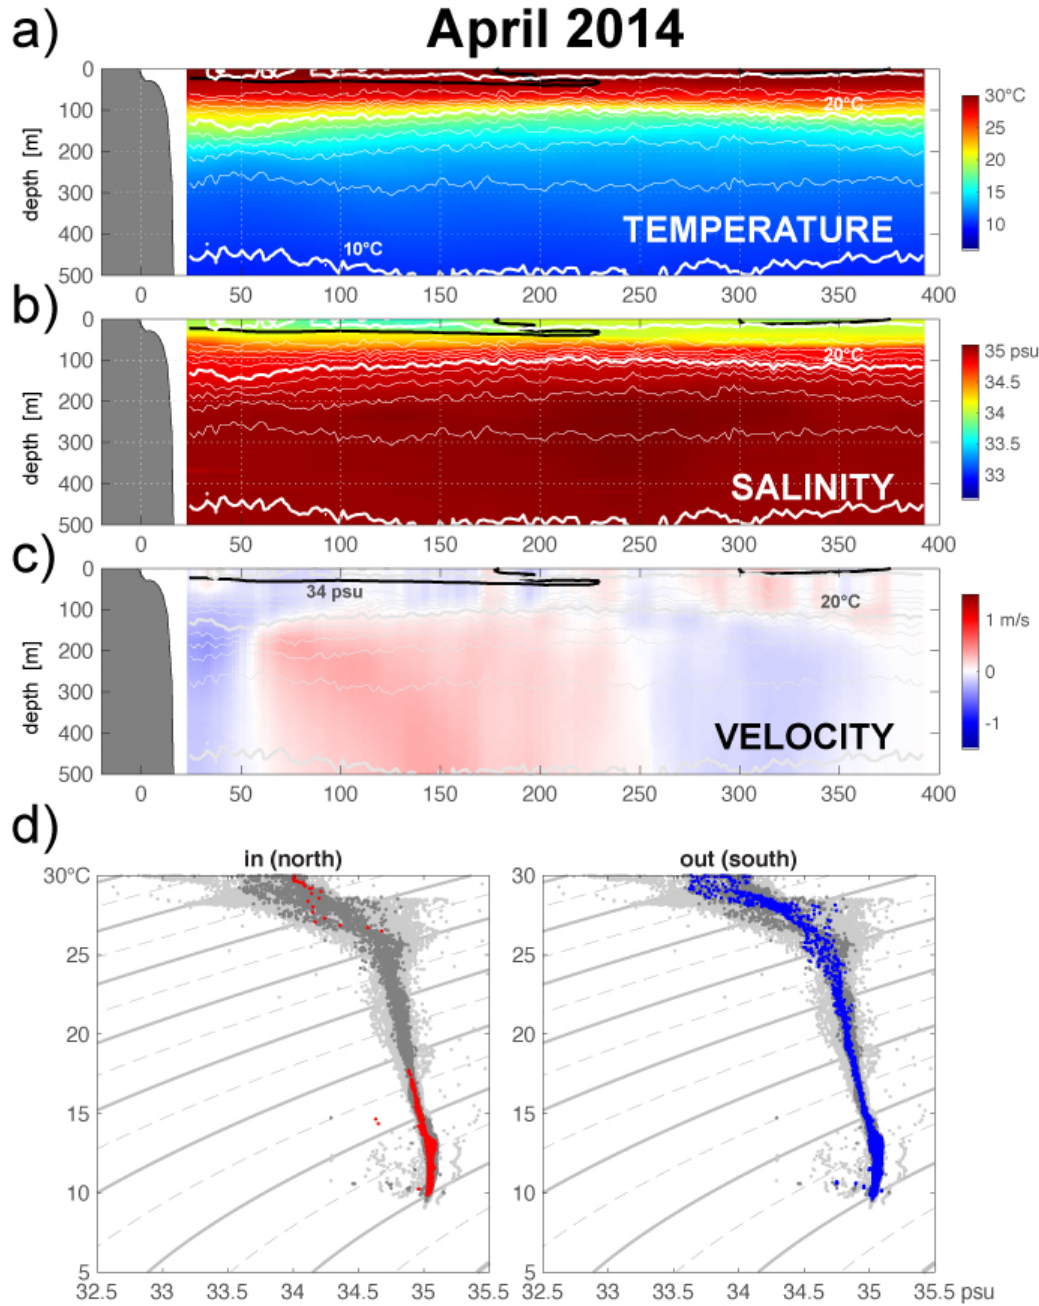 April 2014
a)
0
100
200
300
400
500
depth [m]
20°C
10°C
TEMPERATURE
30°C
25
20
15
10
0 50 100 150 200 250 300 350 400
b)
0
100
200
300
400
500
depth [m]
20°C
SALINITY
35 psu
34.5
34
33.5
33
0 50 100 150 200 250 300 350 400
c)
0
100
200
300
400
500
depth [m]
34 psu
20°C
VELOCITY
1 m/s
0
-1
0 50 100 150 200 250 300 350 400
d)
in (north)
30°C
25
20
15
10
5
32.5 33 33.5 34 34.5 35 35.5
out (south)
30
25
20
15
10
5
32.5 33 33.5 34 34.5 35 35.5 psu